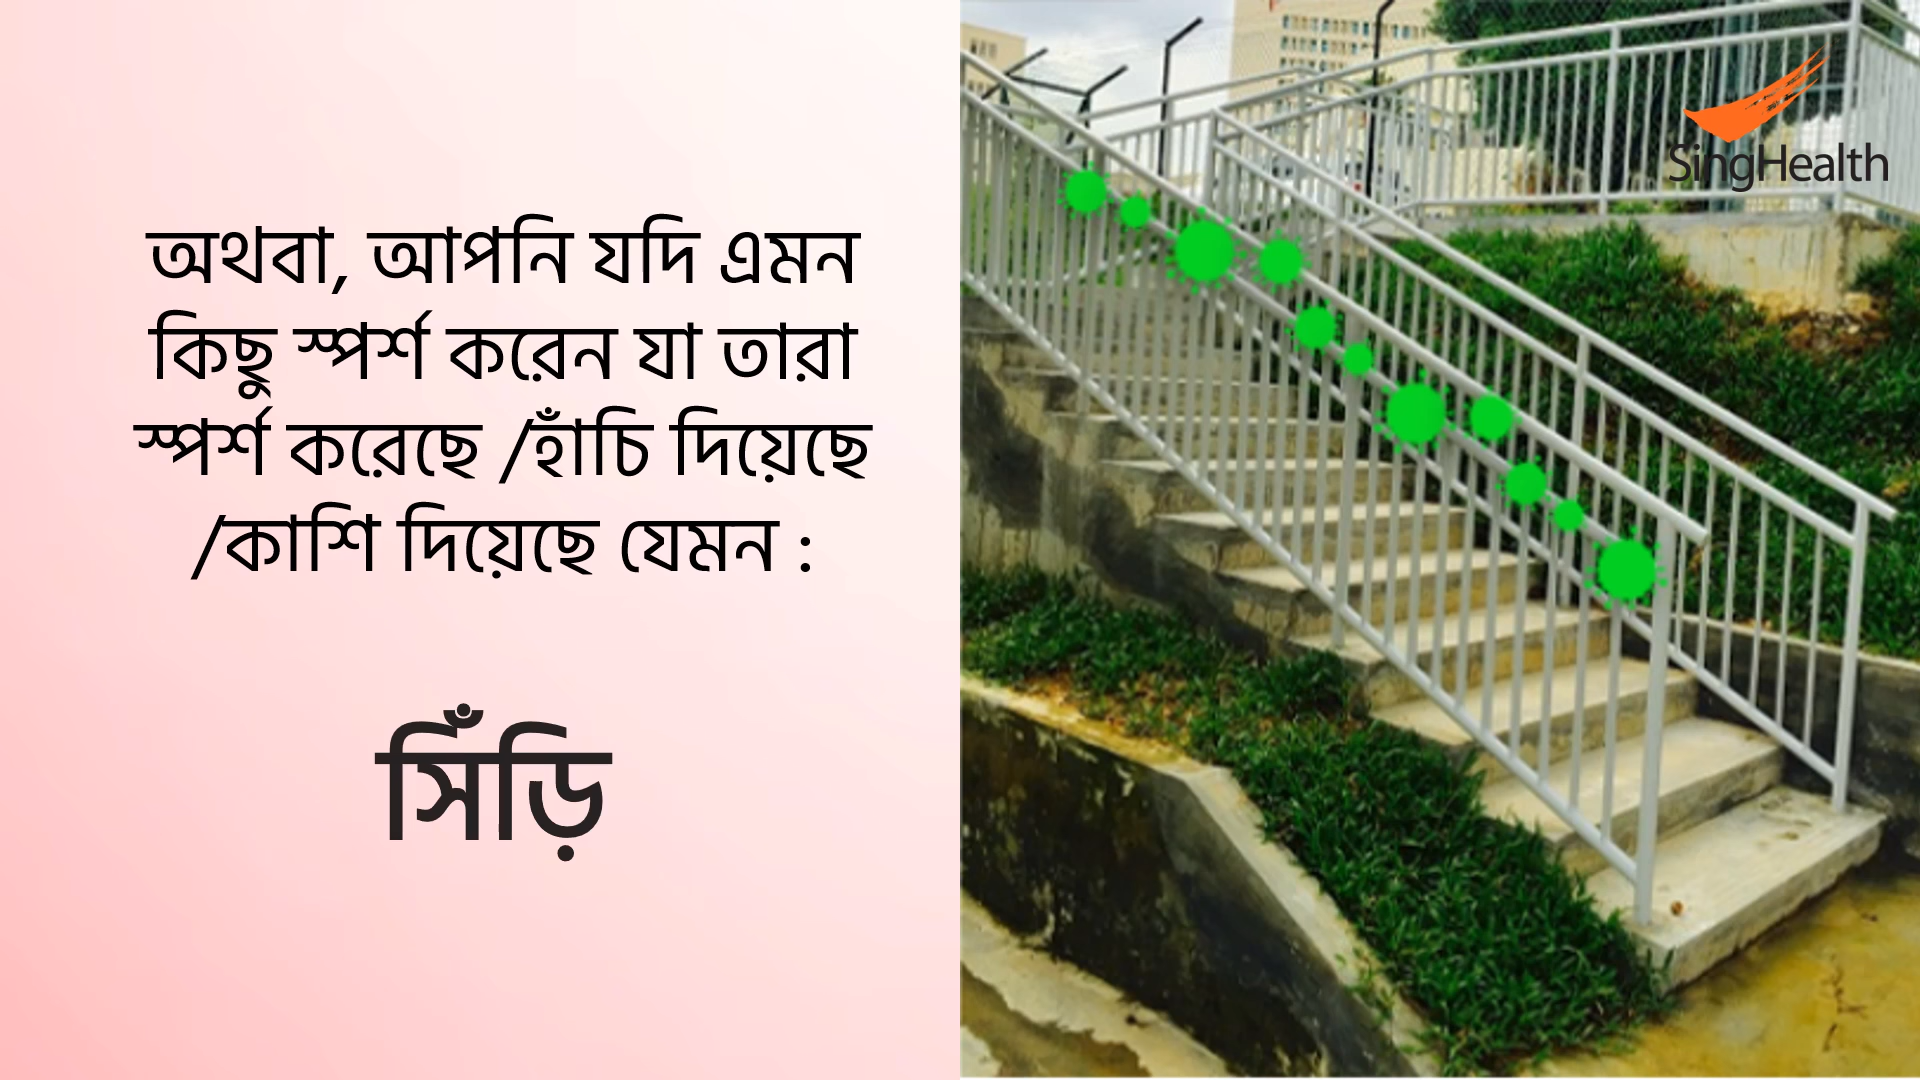 অথবা, আপনি যদি এমন
কিছু স্পর্শ করেন যা তারা
স্পর্শ করেছে /হাঁচি দিয়েছে
/কাশি দিয়েছে যেমন :
সিঁড়ি
SingHealth